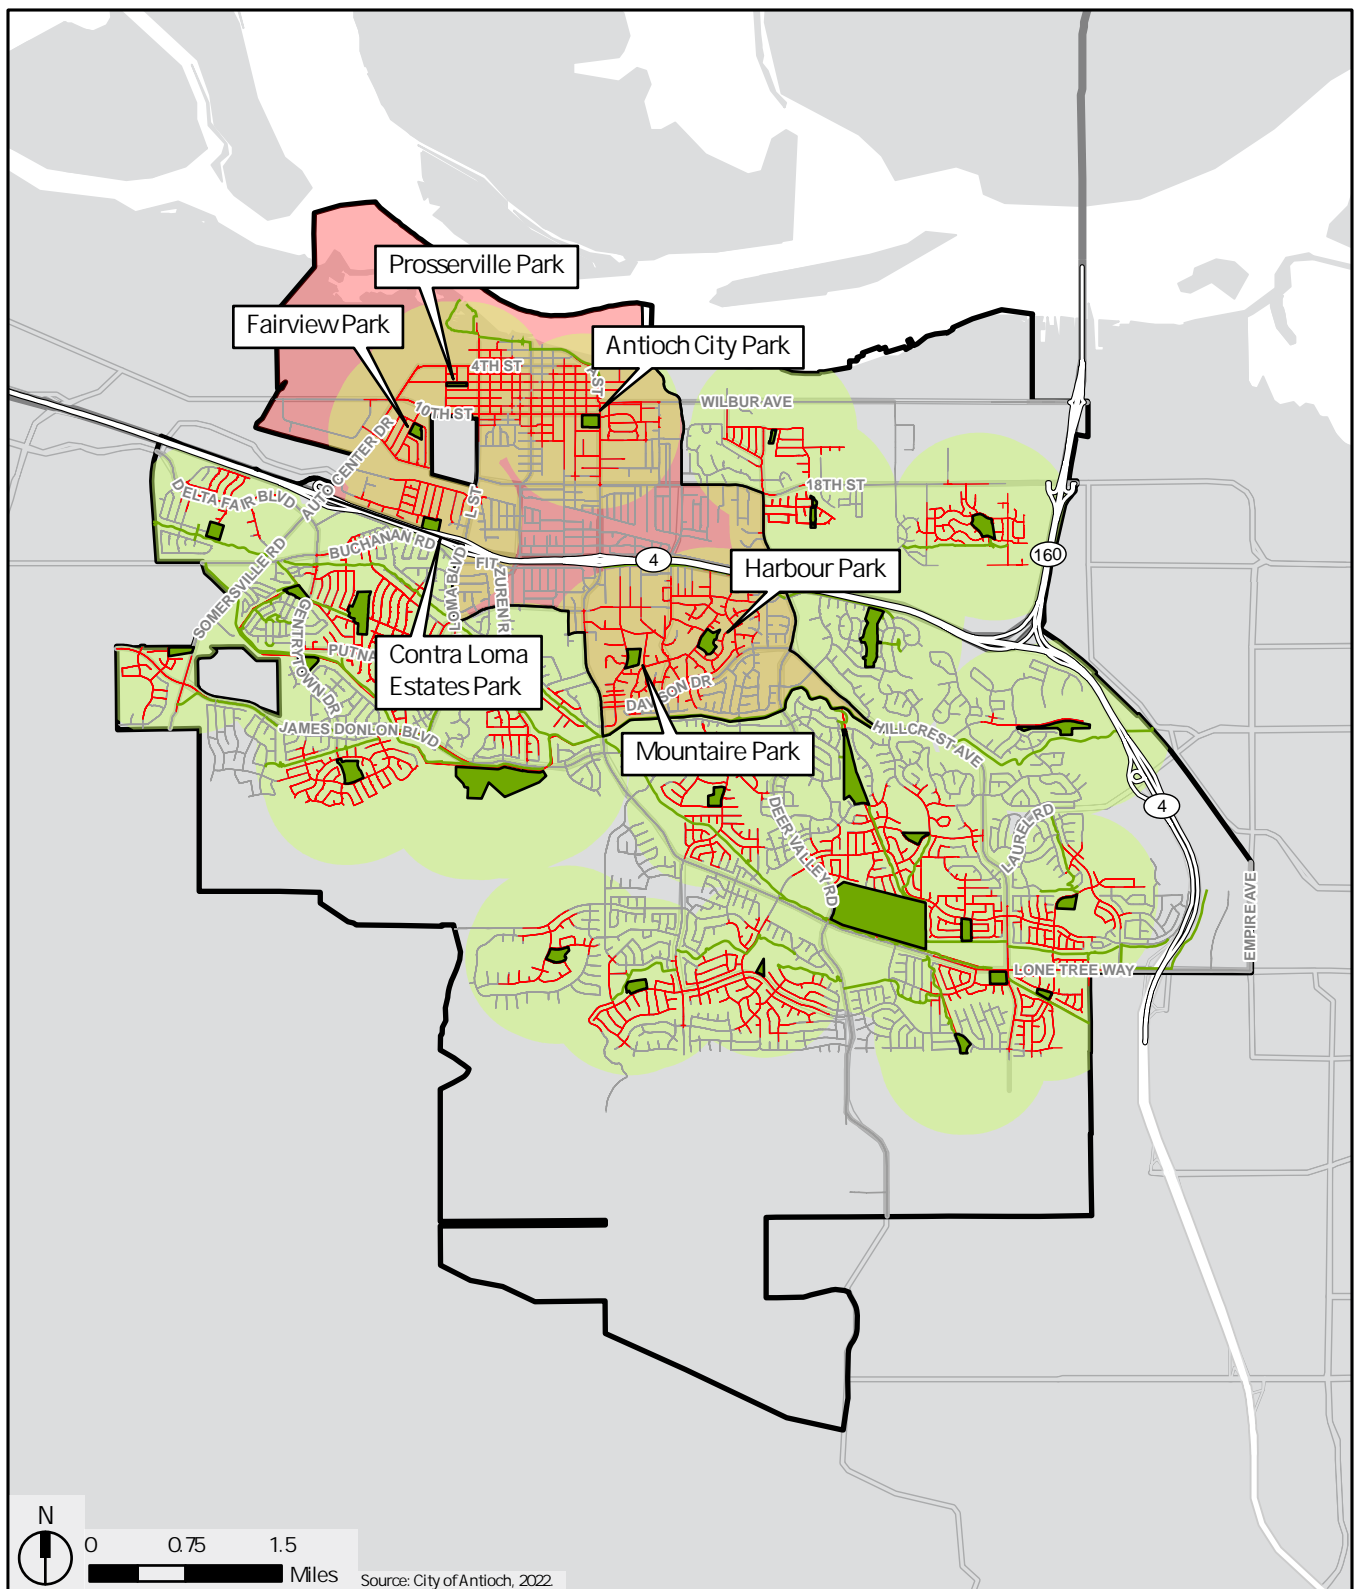 Prosserville Park
Fairview Park
Antioch City Park
4TH ST
A ST
WILBUR AVE
10TH ST
AUTO CENTER DR
18TH ST
DELTA FAIR BLVD
L ST
BUCHANAN RD
4
160
FITZUREN R
Harbour Park
SOMERSVILLE RD
LOMA BLVD
GENTRYTOWN DR
PUTNA
Contra Loma
Estates Park
DAVISON DR
JAMES DONLON BLVD
Mountaire Park
HILLCREST AVE
DEER VALLEY RD
LAUREL RD
4
EMPIRE AVE
LONE TREE WAY
N
0 0.75 1.5
Miles
Source: City of Antioch, 2022.